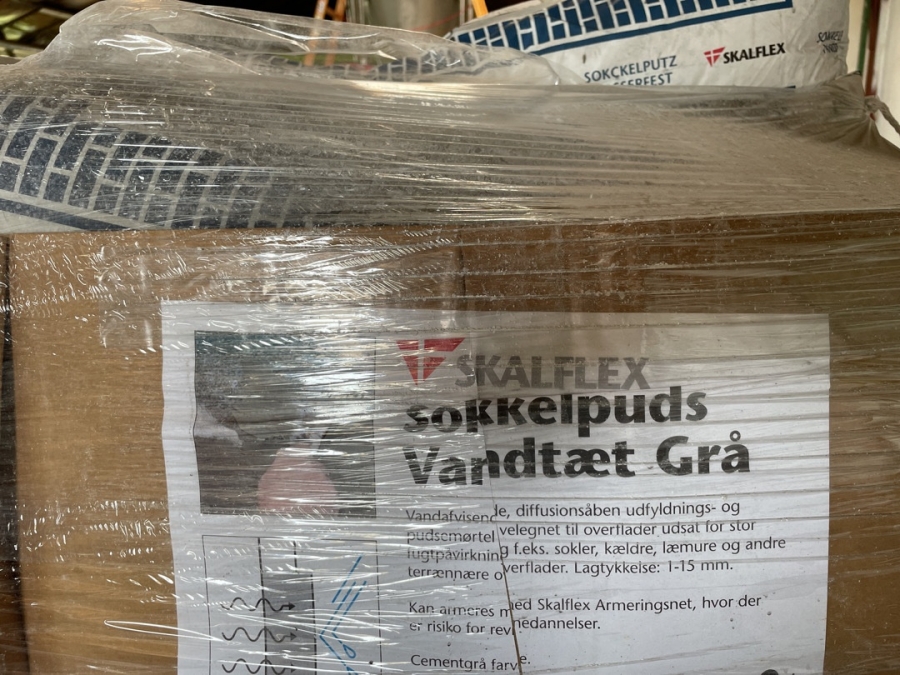 SOKCKELPUTZ
SSERFEST
SKALFLEX
SKALFLEX
Sokkelpuds
Vandtæt Grå
Vandafvisende, diffusionsåben udfyldnings- og
pudsemørtel velegnet til overflader udsat for stor
fugtpåvirkning f.eks. sokler, kældre, læmure og andre
terrænnære overflader. Lagtykkelse: 1-15 mm.
Kan armeres med Skalflex Armeringsnet, hvor der
er risiko for revnedannelser.
Cementgrå farve.